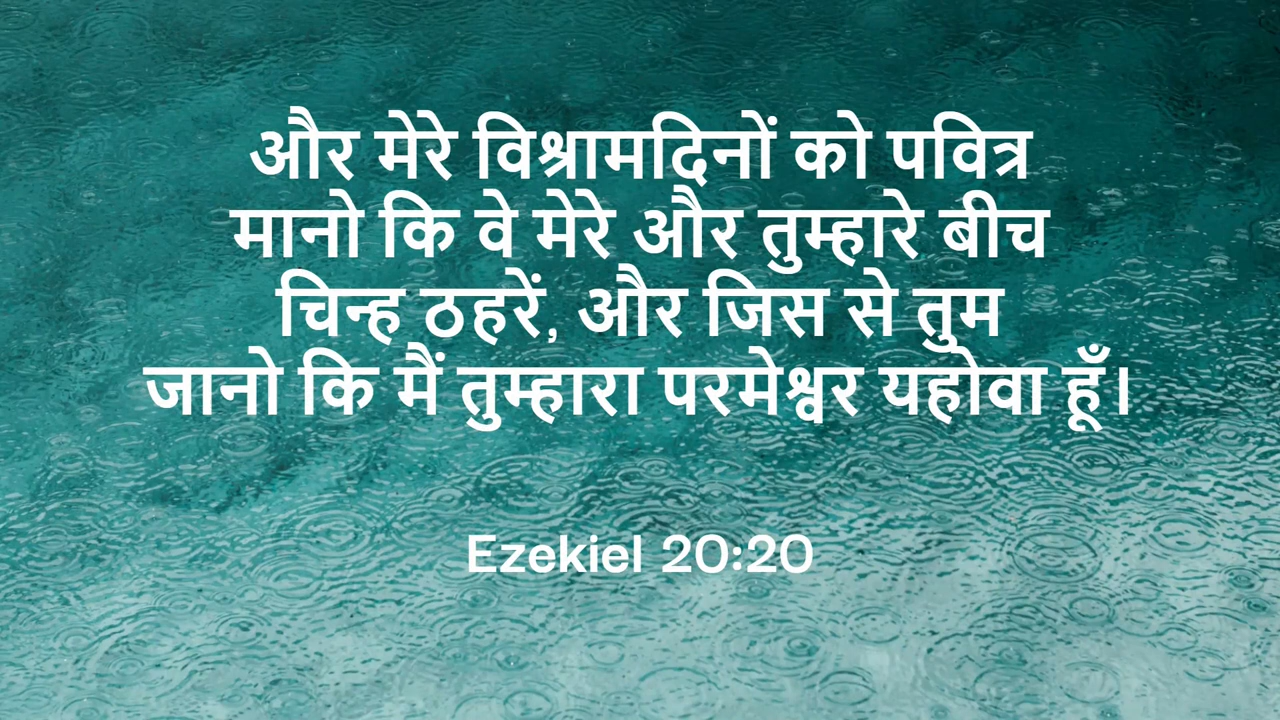 और मेरे विश्रामदिनों को पवित्र
मानो कि वे मेरे और तुम्हारे बीच
चिन्ह ठहरें, और जिस से तुम
जानो कि मैं तुम्हारा परमेश्वर यहोवा हूँ।
Ezekiel 20:20